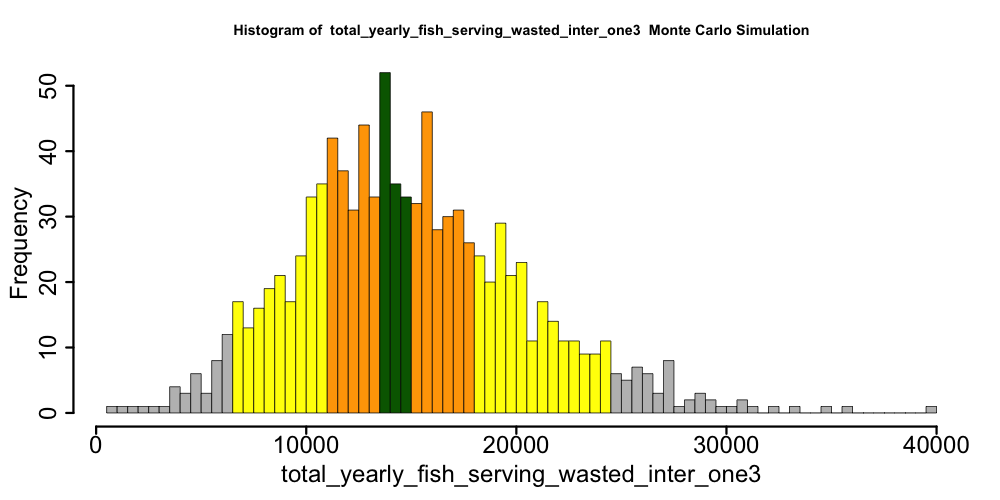 Histogram of  total_yearly_fish_serving_wasted_inter_one3  Monte Carlo Simulation
Frequency
50
40
30
20
10
0
0 10000 20000 30000 40000
total_yearly_fish_serving_wasted_inter_one3